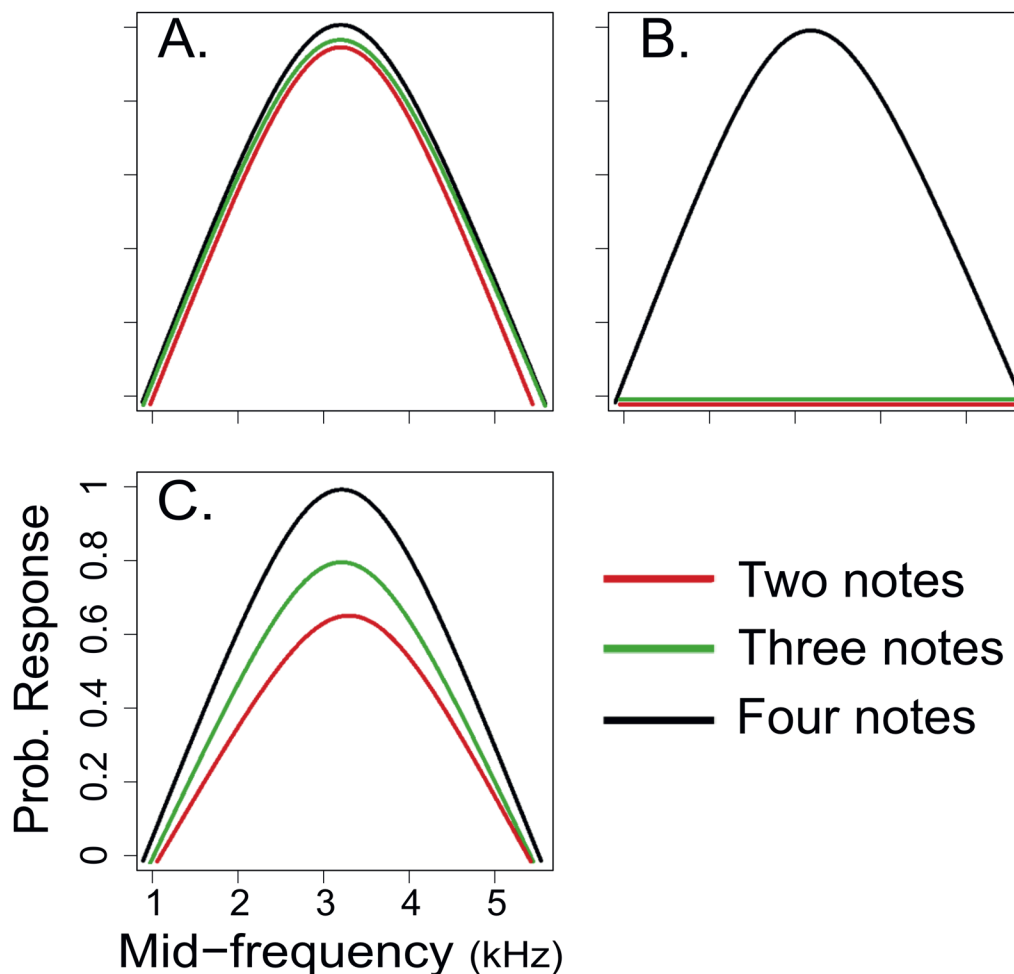 A.
B.
C.
Prob. Response
1
0.8
0.6
0.4
0.2
0
1 2 3 4 5
Mid−frequency (kHz)
Two notes
Three notes
Four notes